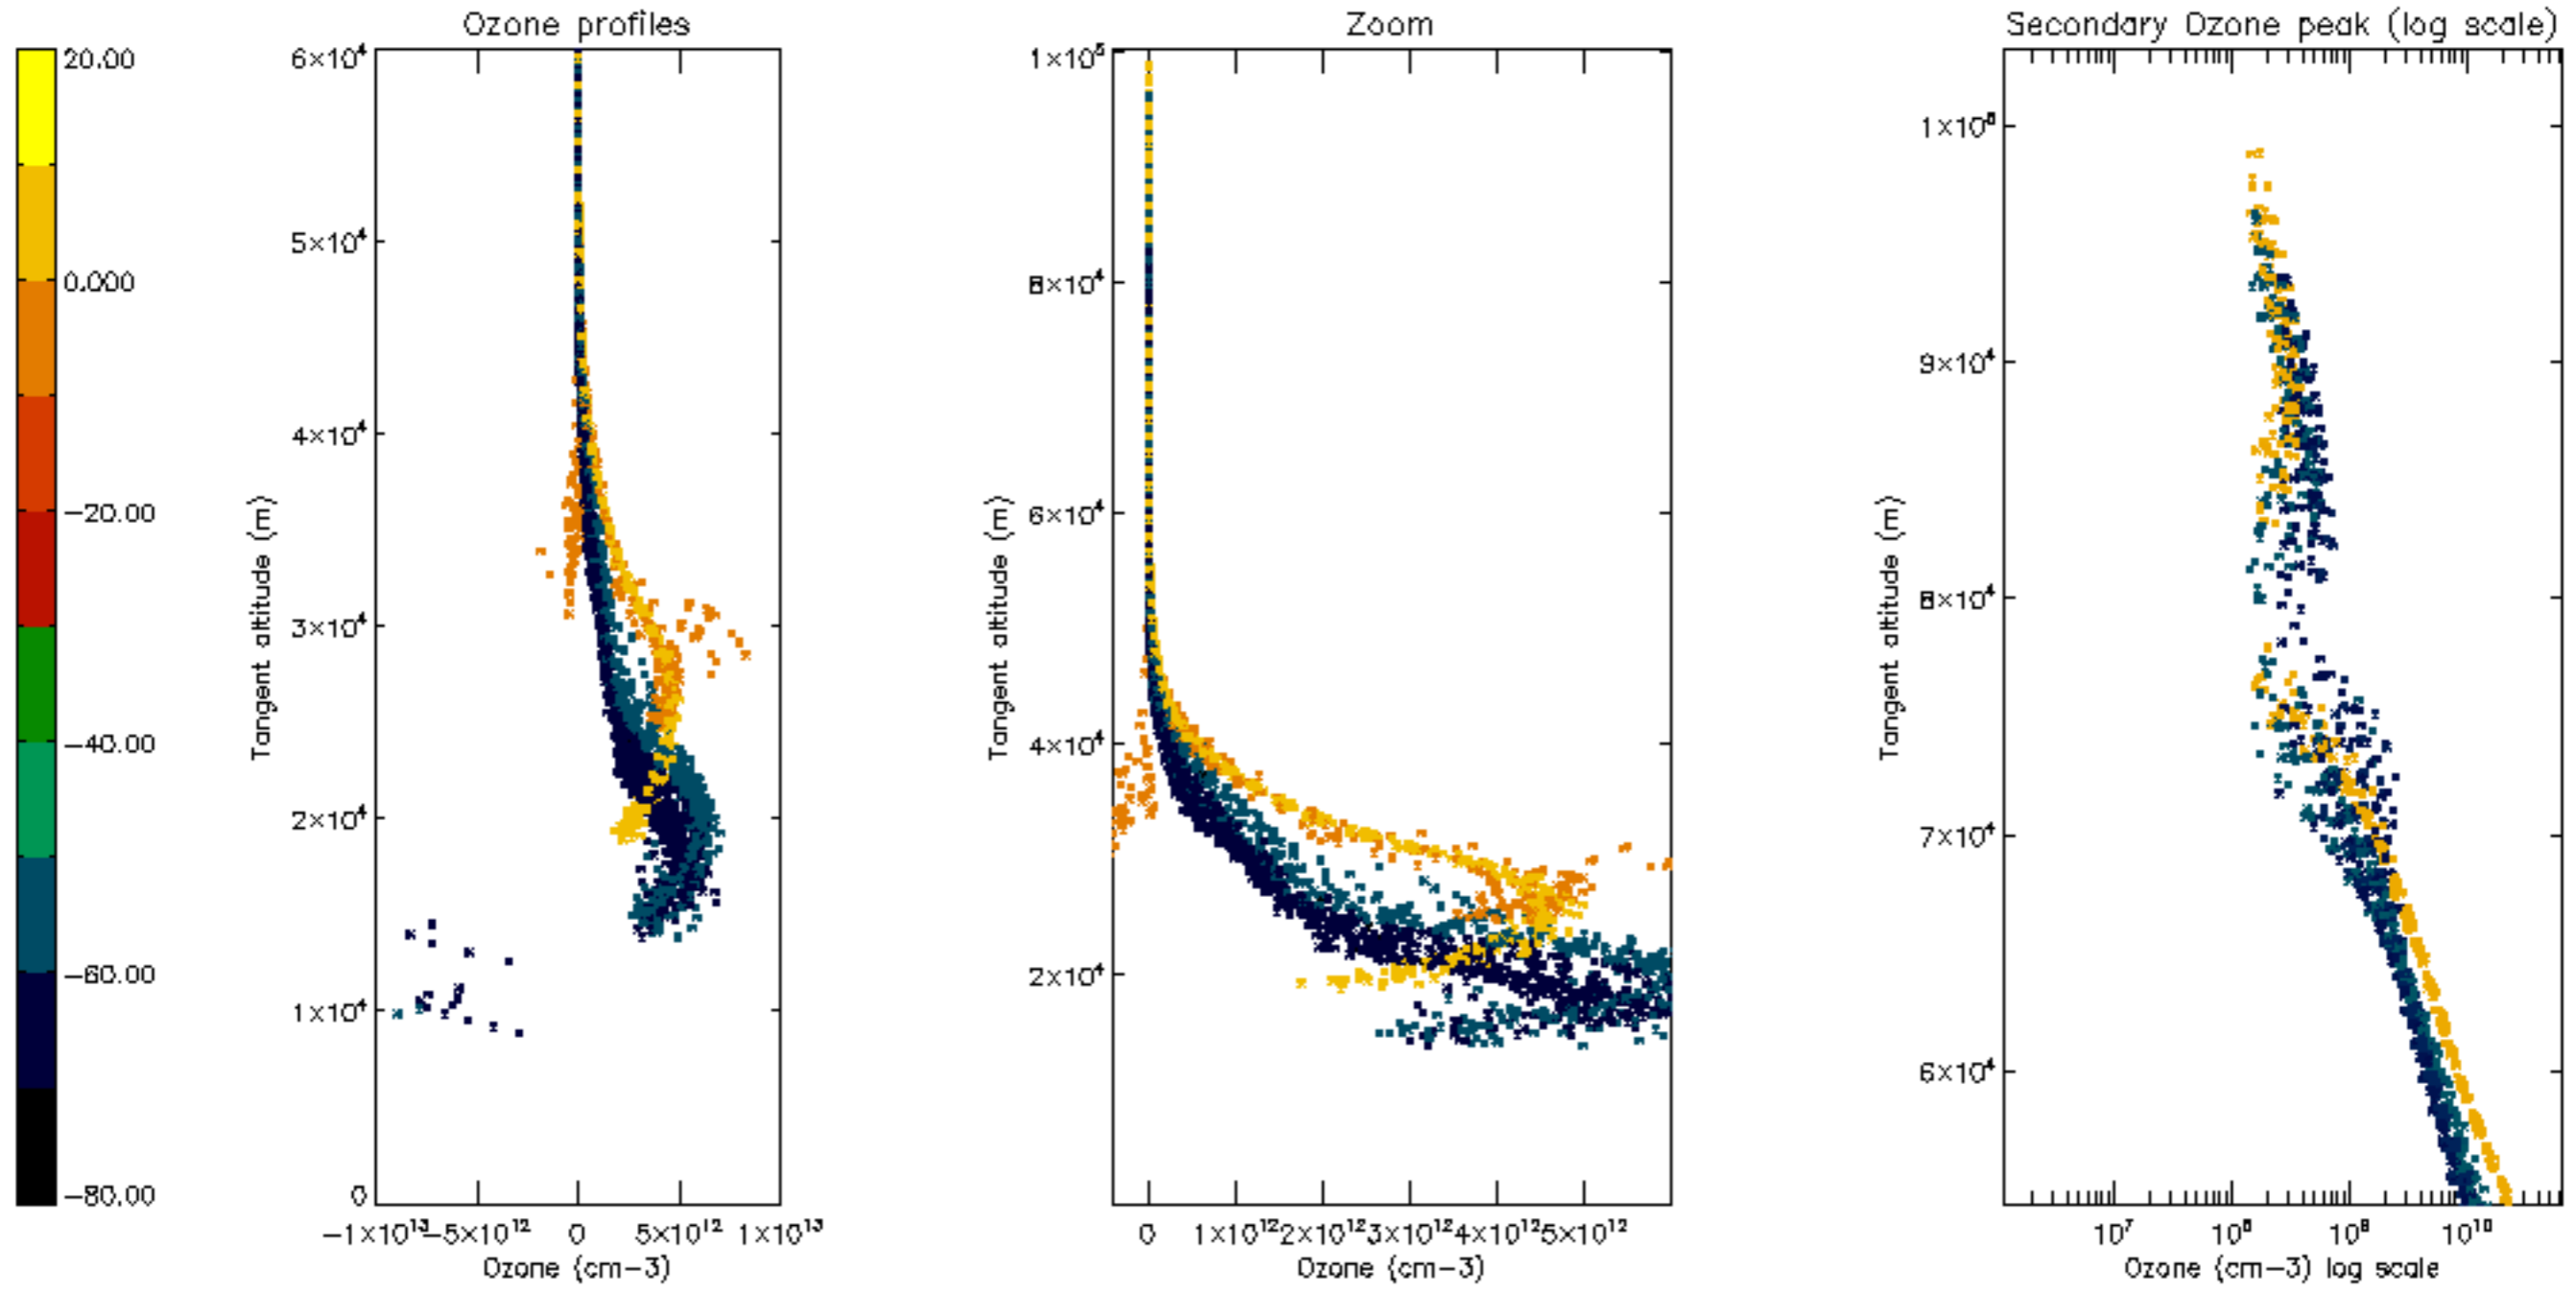 Ozone profiles
Zoom
Secondary Ozone peak (log scale)
20.00
0.000
−20.00
−40.00
−60.00
−80.00
6×10⁴
5×10⁴
4×10⁴
3×10⁴
2×10⁴
1×10⁴
0
Tangent altitude (m)
−1×10¹³ −5×10¹² 0 5×10¹² 1×10¹³
Ozone (cm−3)
1×10⁵
8×10⁴
6×10⁴
4×10⁴
2×10⁴
Tangent altitude (m)
0 1×10¹² 2×10¹² 3×10¹² 4×10¹² 5×10¹²
Ozone (cm−3)
1×10⁵
9×10⁴
8×10⁴
7×10⁴
6×10⁴
Tangent altitude (m)
10⁷ 10⁸ 10⁹ 10¹⁰
Ozone (cm−3) log scale